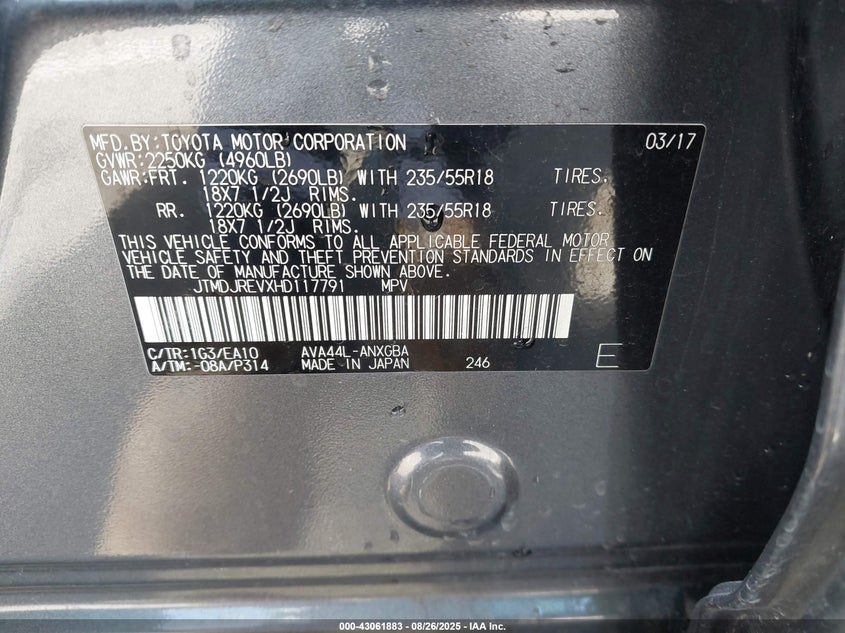 MFD.BY:TOYOTA MOTOR CORPORATION 03/17
GVWR:2250KG (4960LB)
GAWR:FRT. 1220KG (2690LB) WITH 235/55R18 TIRES.
18X7 1/2J RIMS.
RR. 1220KG (2690LB) WITH 235/55R18 TIRES.
18X7 1/2J RIMS.
THIS VEHICLE CONFORMS TO ALL APPLICABLE FEDERAL MOTOR
VEHICLE SAFETY AND THEFT PREVENTION STANDARDS IN EFFECT ON
THE DATE OF MANUFACTURE SHOWN ABOVE.
JTMDJREVXHD117791 MPV
C/TR:1G3/EA10 AVA44L-ANXGBA
A/TM:-08A/P314 MADE IN JAPAN 246 E
000-43061883 - 08/26/2025 - IAA Inc.